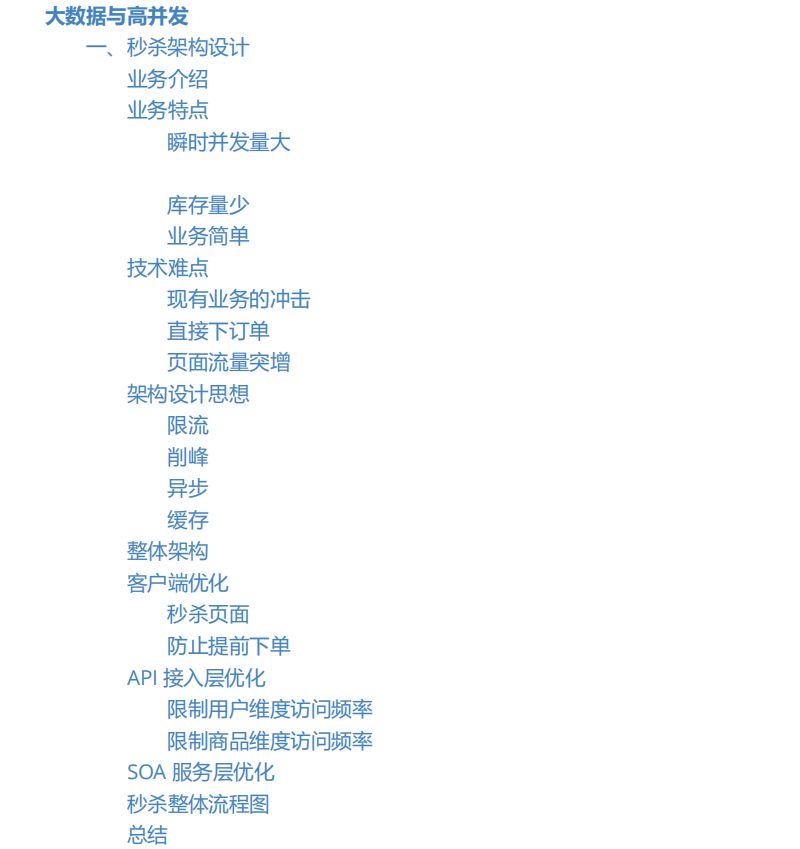 大数据与高并发
一、秒杀架构设计
业务介绍
业务特点
瞬时并发量大
库存量少
业务简单
技术难点
现有业务的冲击
直接下订单
页面流量突增
架构设计思想
限流
削峰
异步
缓存
整体架构
客户端优化
秒杀页面
防止提前下单
API 接入层优化
限制用户维度访问频率
限制商品维度访问频率
SOA 服务层优化
秒杀整体流程图
总结